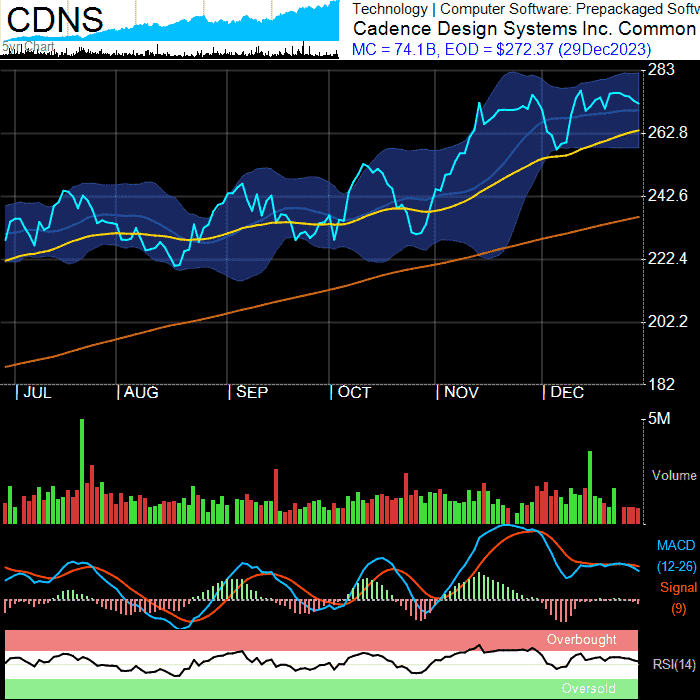 CDNS
Technology | Computer Software: Prepackaged Softw
Cadence Design Systems Inc. Common
MC = 74.1B, EOD = $272.37 (29Dec2023)
5yr Chart
283
262.8
242.6
222.4
202.2
182
| JUL | AUG | SEP | OCT | NOV | DEC
5M
Volume
MACD
(12-26)
Signal
(9)
Overbought
RSI(14)
Oversold